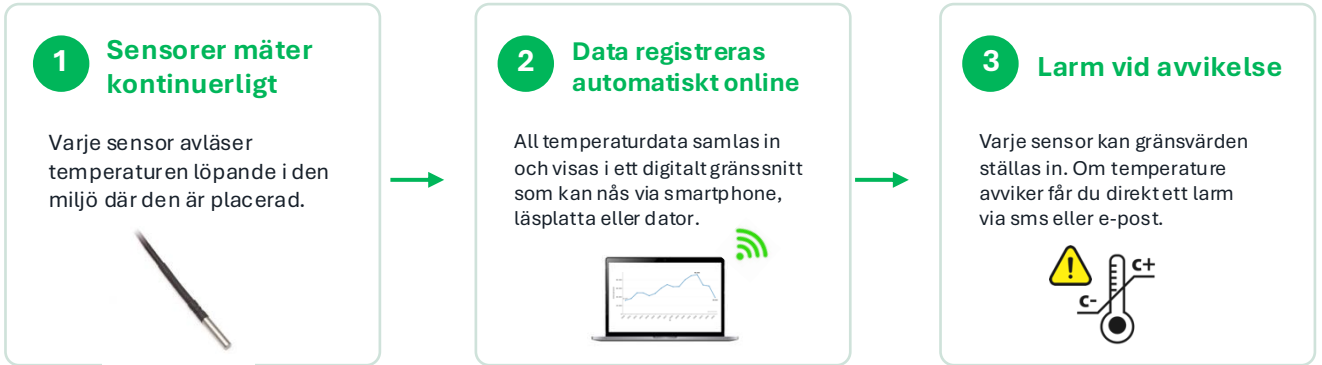 1
Sensorer mäter
kontinuerligt
Varje sensor avläser
temperaturen löpande i den
miljö där den är placerad.
2
Data registreras
automatiskt online
All temperaturdata samlas in
och visas i ett digitalt gränssnitt
som kan nås via smartphone,
läsplatta eller dator.
3
Larm vid avvikelse
Varje sensor kan gränsvärden
ställas in. Om temperature
avviker får du direkt ett larm
via sms eller e-post.
C+
C-